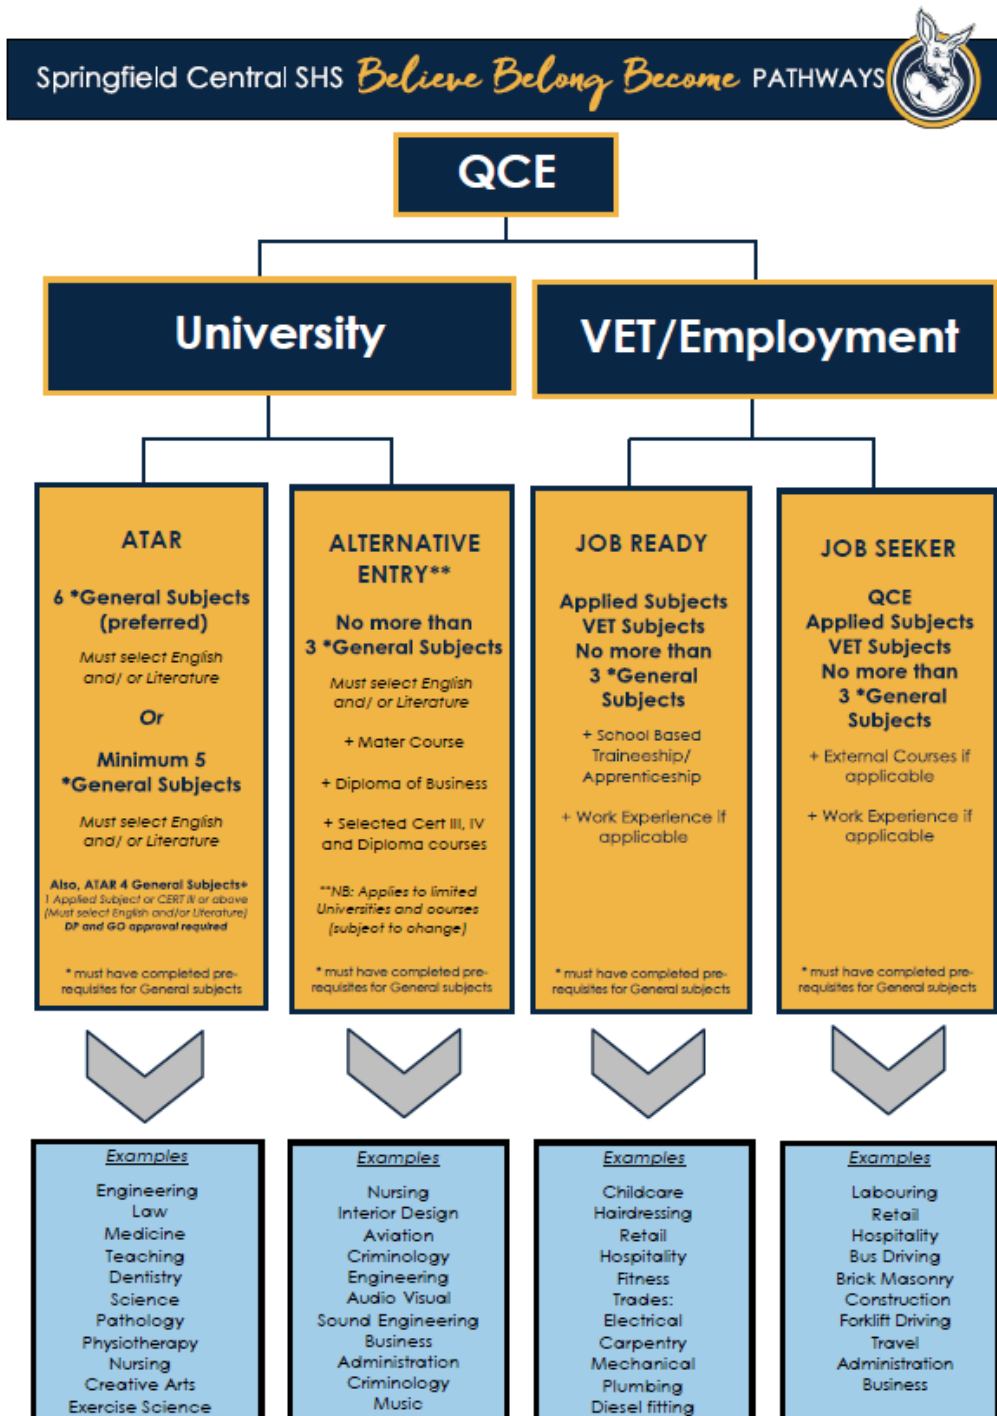 Springfield Central SHS Believe Belong Become PATHWAYS
QCE
University
VET/Employment
ATAR
6 *General Subjects
(preferred)
Must select English
and/ or Literature
Or
Minimum 5
*General Subjects
Must select English
and/ or Literature
Also, ATAR 4 General Subjects+
1 Applied Subject or CERT III or above
(Must select English and/or Literature)
DP and GO approval required
* must have completed pre-
requisites for General subjects
ALTERNATIVE
ENTRY**
No more than
3 *General Subjects
Must select English
and/ or Literature
+ Mater Course
+ Diploma of Business
+ Selected Cert III, IV
and Diploma courses
**NB: Applies to limited
Universities and courses
(subject to change)
* must have completed pre-
requisites for General subjects
JOB READY
Applied Subjects
VET Subjects
No more than
3 *General
Subjects
+ School Based
Traineeship/
Apprenticeship
+ Work Experience if
applicable
* must have completed pre-
requisites for General subjects
JOB SEEKER
QCE
Applied Subjects
VET Subjects
No more than
3 *General
Subjects
+ External Courses if
applicable
+ Work Experience if
applicable
* must have completed pre-
requisites for General subjects
Examples
Engineering
Law
Medicine
Teaching
Dentistry
Science
Pathology
Physiotherapy
Nursing
Creative Arts
Exercise Science
Examples
Nursing
Interior Design
Aviation
Criminology
Engineering
Audio Visual
Sound Engineering
Business
Administration
Criminology
Music
Examples
Childcare
Hairdressing
Retail
Hospitality
Fitness
Trades:
Electrical
Carpentry
Mechanical
Plumbing
Diesel fitting
Examples
Labouring
Retail
Hospitality
Bus Driving
Brick Masonry
Construction
Forklift Driving
Travel
Administration
Business